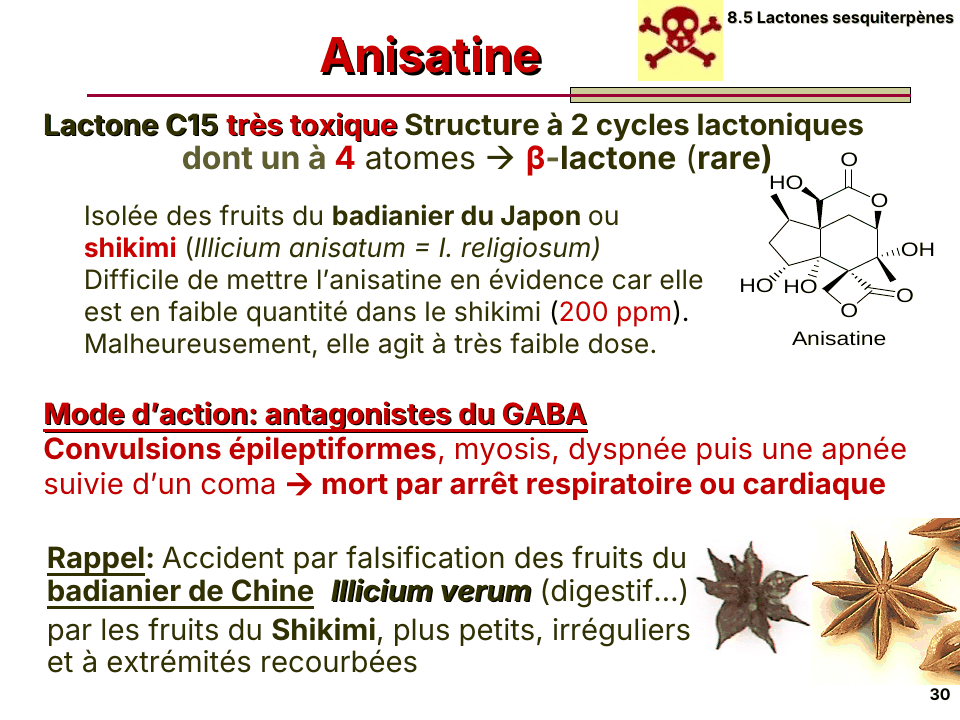 8.5 Lactones sesquiterpènes
Anisatine
Lactone C15 très toxique Structure à 2 cycles lactoniques
dont un à 4 atomes → β-lactone (rare)
Isolée des fruits du badianier du Japon ou
shikimi (Illicium anisatum = I. religiosum)
Difficile de mettre l’anisatine en évidence car elle
est en faible quantité dans le shikimi (200 ppm).
Malheureusement, elle agit à très faible dose.
O
HO
O
OH
HO HO
O
O
Anisatine
Mode d’action: antagonistes du GABA
Convulsions épileptiformes, myosis, dyspnée puis une apnée
suivie d’un coma → mort par arrêt respiratoire ou cardiaque
Rappel: Accident par falsification des fruits du
badianier de Chine Illicium verum (digestif…)
par les fruits du Shikimi, plus petits, irréguliers
et à extrémités recourbées
30